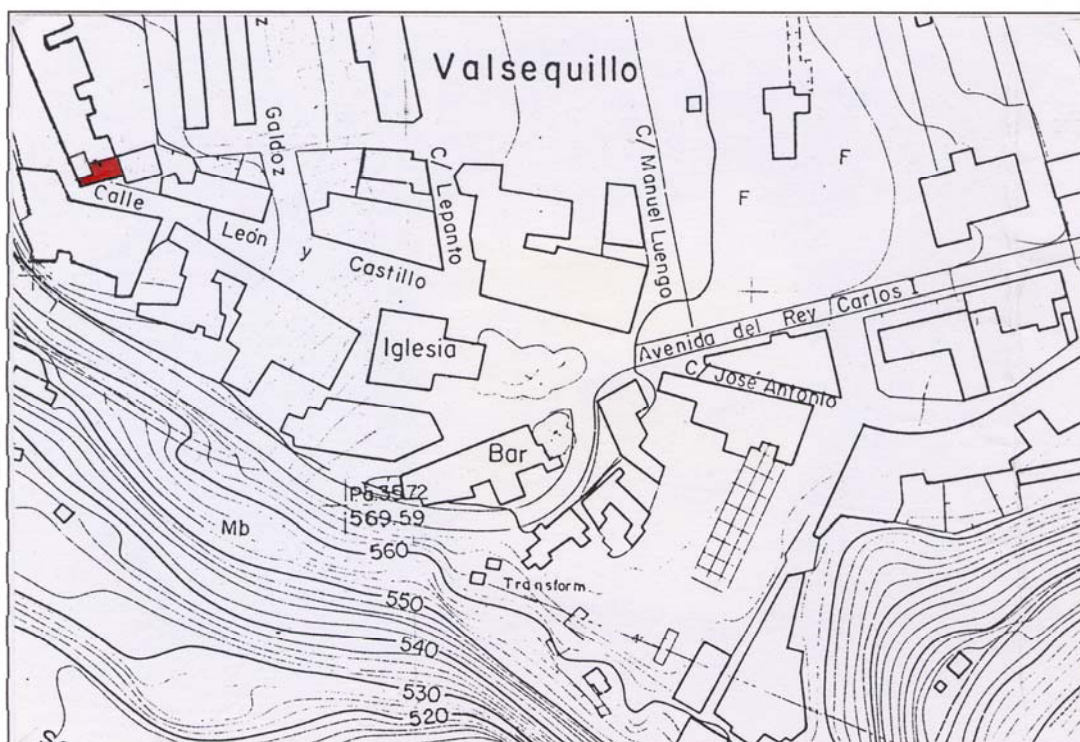 Valsequillo
Galdoz
C/ Lepanto
C/ Manuel Luengo
F
F
Calle León y Castillo
Avenida del Rey Carlos I
Iglesia
C/ José Antonio
Bar
569.59
Mb
560
Transform
550
540
530
520